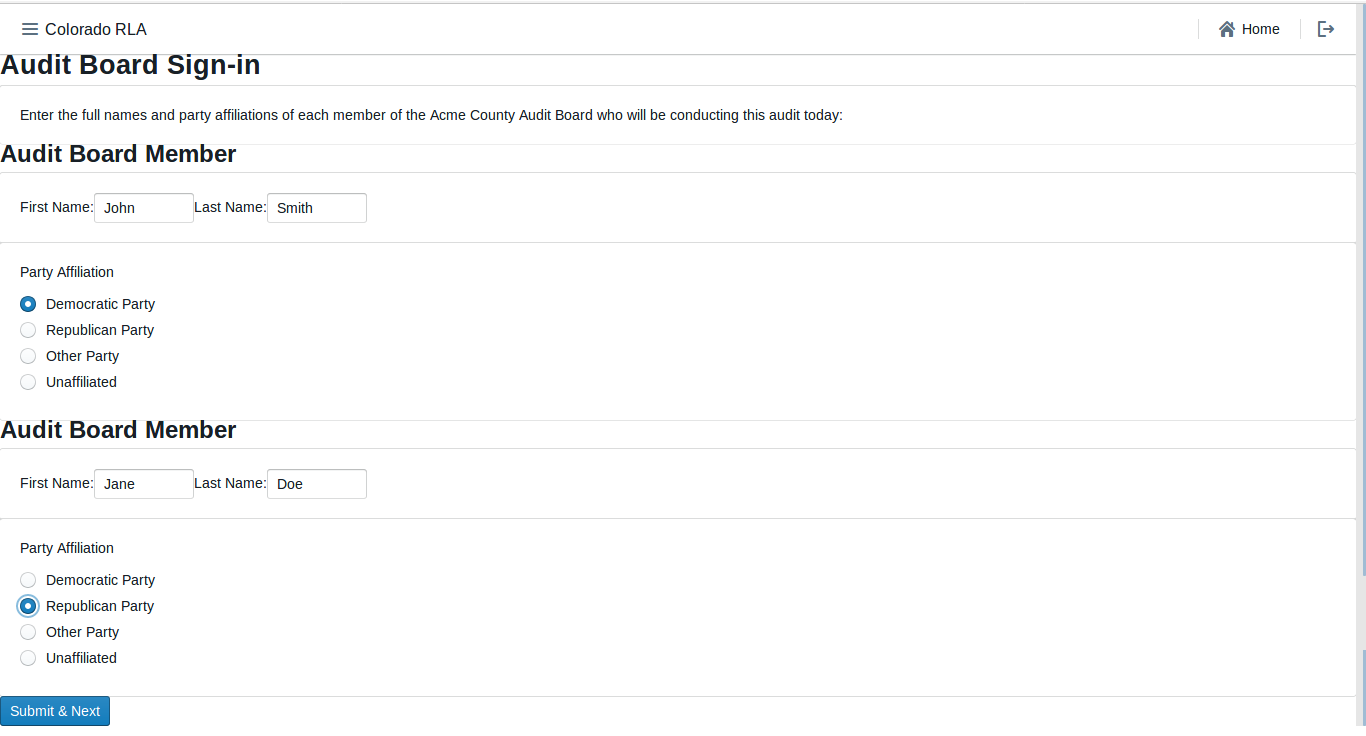 Colorado RLA Home
Audit Board Sign-in
Enter the full names and party affiliations of each member of the Acme County Audit Board who will be conducting this audit today:
Audit Board Member
First Name: John Last Name: Smith
Party Affiliation
Democratic Party
Republican Party
Other Party
Unaffiliated
Audit Board Member
First Name: Jane Last Name: Doe
Party Affiliation
Democratic Party
Republican Party
Other Party
Unaffiliated
Submit & Next